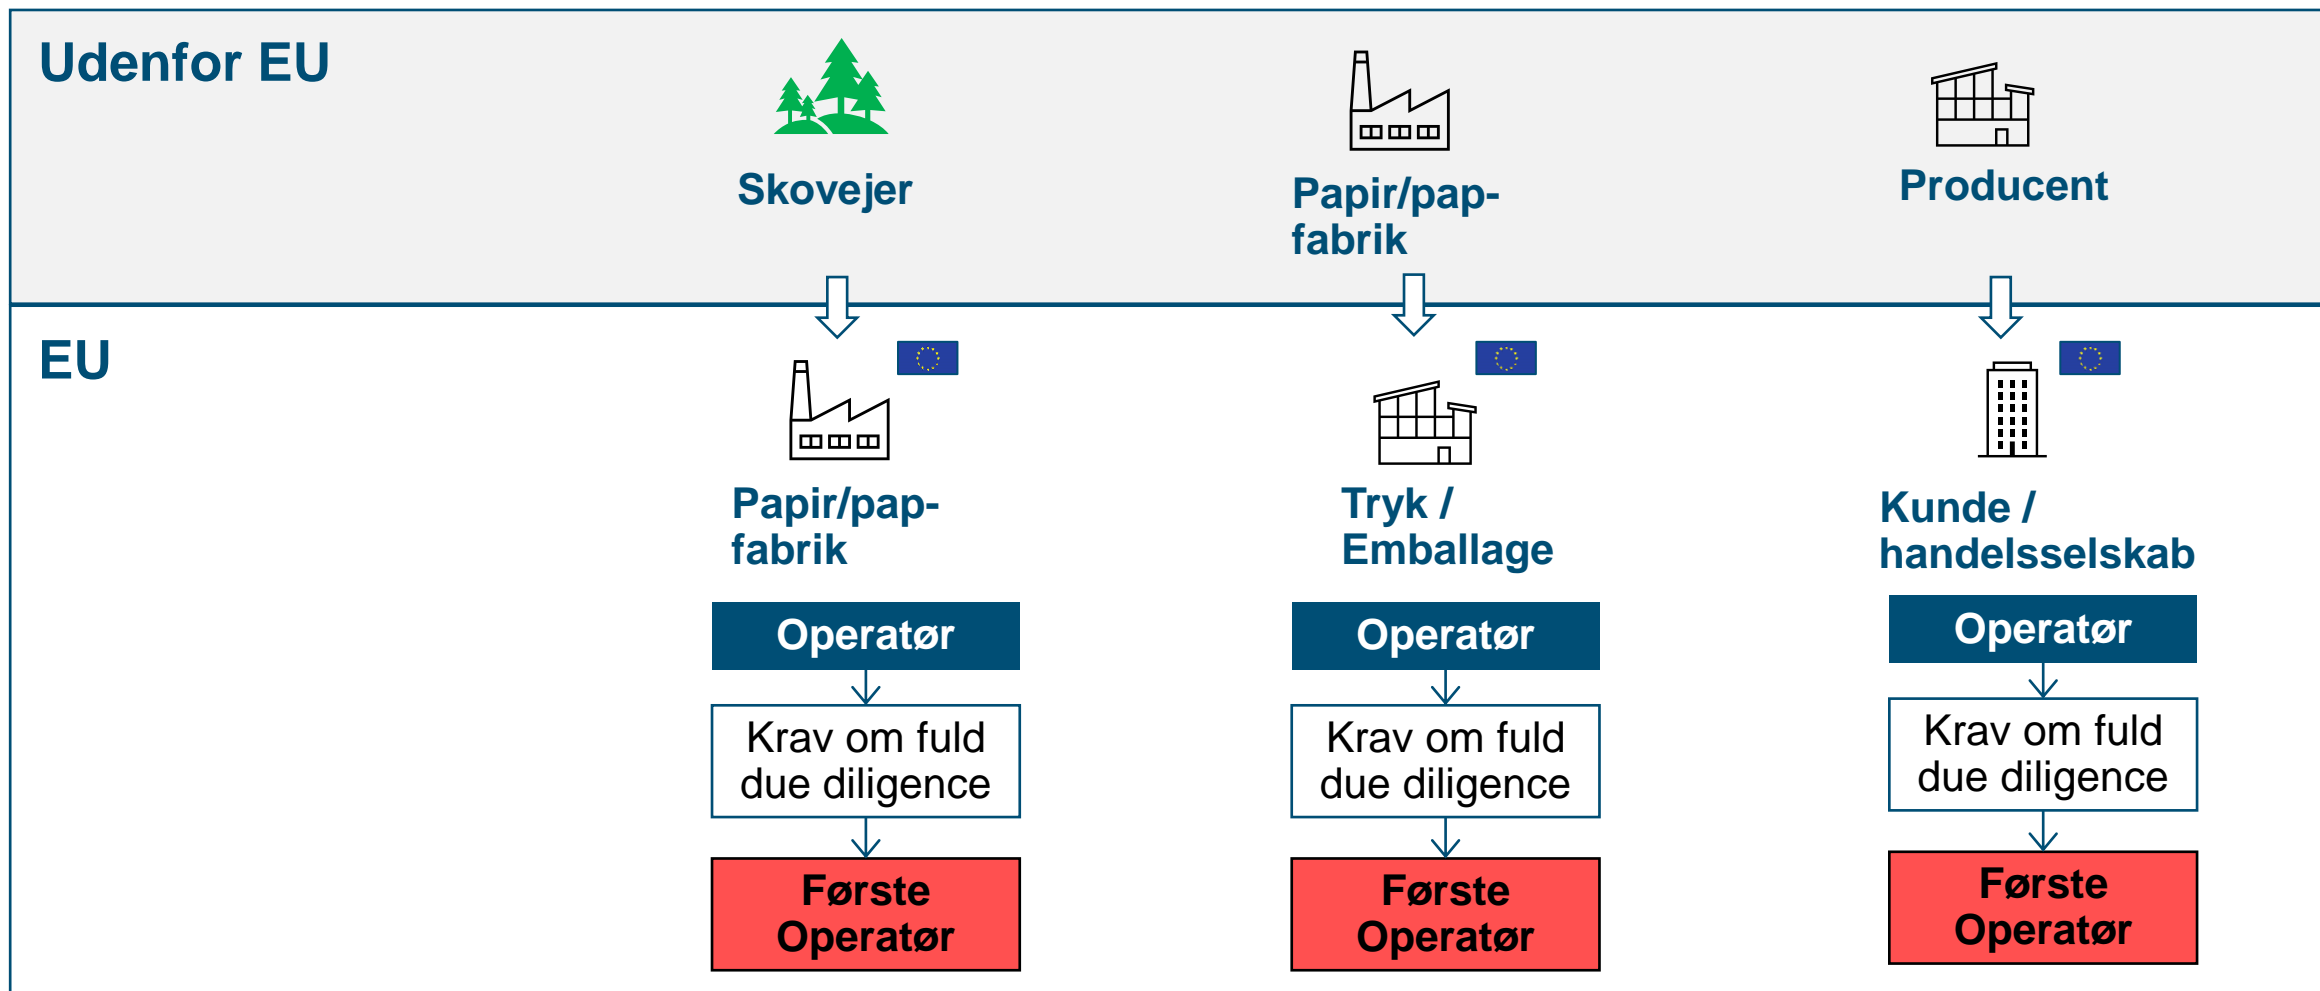 Udenfor EU
Skovejer
Papir/pap-
fabrik
Producent
EU
Papir/pap-
fabrik
Operatør
Krav om fuld
due diligence
Første
Operatør
Tryk /
Emballage
Operatør
Krav om fuld
due diligence
Første
Operatør
Kunde /
handelsselskab
Operatør
Krav om fuld
due diligence
Første
Operatør